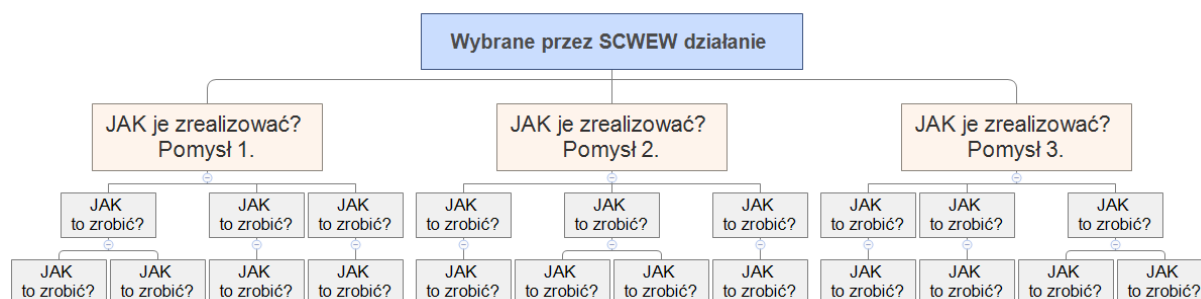 Wybrane przez SCWEW działanie
JAK je zrealizować?
Pomysł 1.
JAK je zrealizować?
Pomysł 2.
JAK je zrealizować?
Pomysł 3.
JAK
to zrobić?
JAK
to zrobić?
JAK
to zrobić?
JAK
to zrobić?
JAK
to zrobić?
JAK
to zrobić?
JAK
to zrobić?
JAK
to zrobić?
JAK
to zrobić?
JAK
to zrobić?
JAK
to zrobić?
JAK
to zrobić?
JAK
to zrobić?
JAK
to zrobić?
JAK
to zrobić?
JAK
to zrobić?
JAK
to zrobić?
JAK
to zrobić?
JAK
to zrobić?
JAK
to zrobić?
JAK
to zrobić?